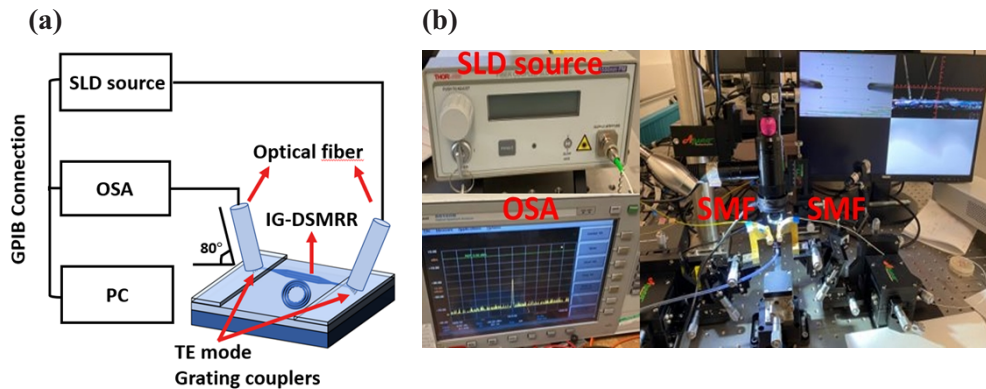 (a)
(b)
SLD source
GPIB Connection
Optical fiber
OSA
IG-DSMRR
80°
PC
TE mode
Grating couplers
SLD source
THORLABS
OSA
SMF
SMF